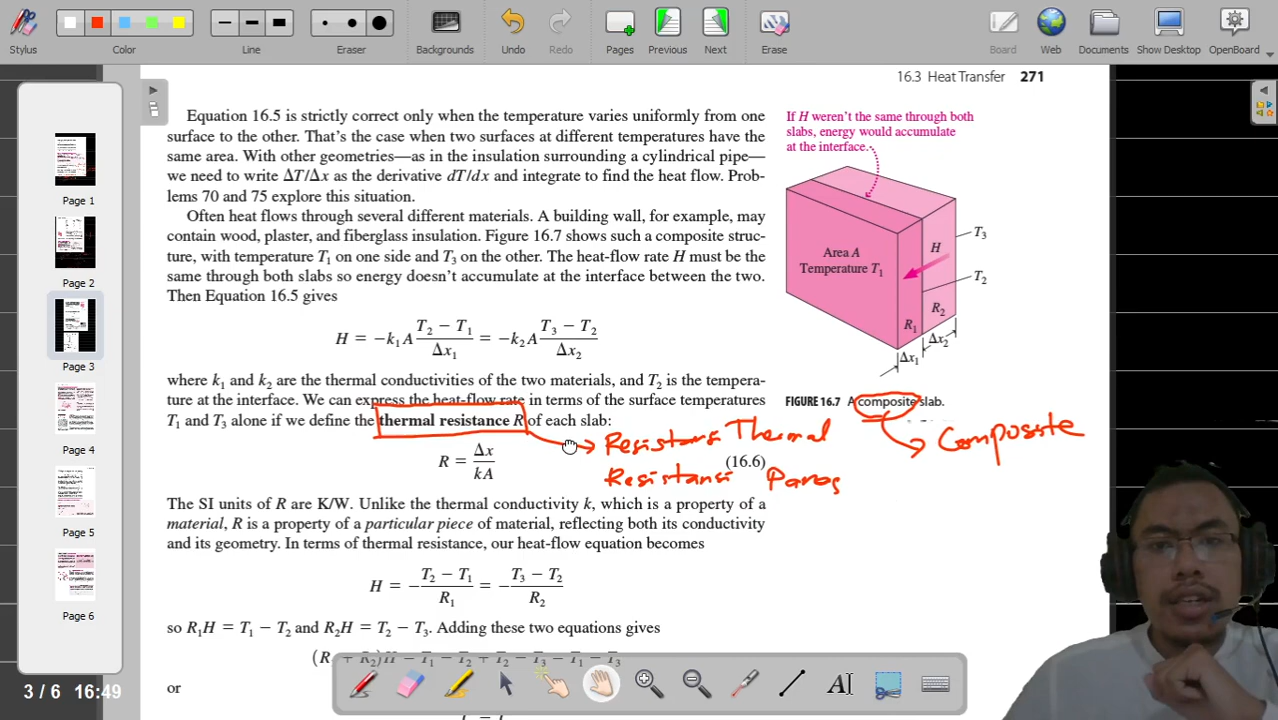 Stylus
Color
Line
Eraser
Backgrounds
Undo
Redo
Pages
Previous
Next
Erase
Board
Web
Documents
Show Desktop
OpenBoard
Page 1
Page 2
Page 3
Page 4
Page 5
Page 6
3 / 6 16:49
16.3 Heat Transfer 271
Equation 16.5 is strictly correct only when the temperature varies uniformly from one
surface to the other. That's the case when two surfaces at different temperatures have the
same area. With other geometries—as in the insulation surrounding a cylindrical pipe—
we need to write ΔT/Δx as the derivative dT/dx and integrate to find the heat flow. Prob-
lems 70 and 75 explore this situation.
Often heat flows through several different materials. A building wall, for example, may
contain wood, plaster, and fiberglass insulation. Figure 16.7 shows such a composite struc-
ture, with temperature T₁ on one side and T₃ on the other. The heat-flow rate H must be the
same through both slabs so energy doesn't accumulate at the interface between the two.
Then Equation 16.5 gives
H = −k₁A (T₂ − T₁)/Δx₁ = −k₂A (T₃ − T₂)/Δx₂
where k₁ and k₂ are the thermal conductivities of the two materials, and T₂ is the tempera-
ture at the interface. We can express the heat-flow rate in terms of the surface temperatures
T₁ and T₃ alone if we define the thermal resistance R of each slab:
R = Δx/kA (16.6)
The SI units of R are K/W. Unlike the thermal conductivity k, which is a property of a
material, R is a property of a particular piece of material, reflecting both its conductivity
and its geometry. In terms of thermal resistance, our heat-flow equation becomes
H = −(T₂ − T₁)/R₁ = −(T₃ − T₂)/R₂
so R₁H = T₁ − T₂ and R₂H = T₂ − T₃. Adding these two equations gives
or
If H weren't the same through both
slabs, energy would accumulate
at the interface.
Area A
Temperature T₁
H
T₃
T₂
R₁
R₂
Δx₁
Δx₂
FIGURE 16.7 A composite slab.
Resistansi Thermal
Resistansi Panas
Composite